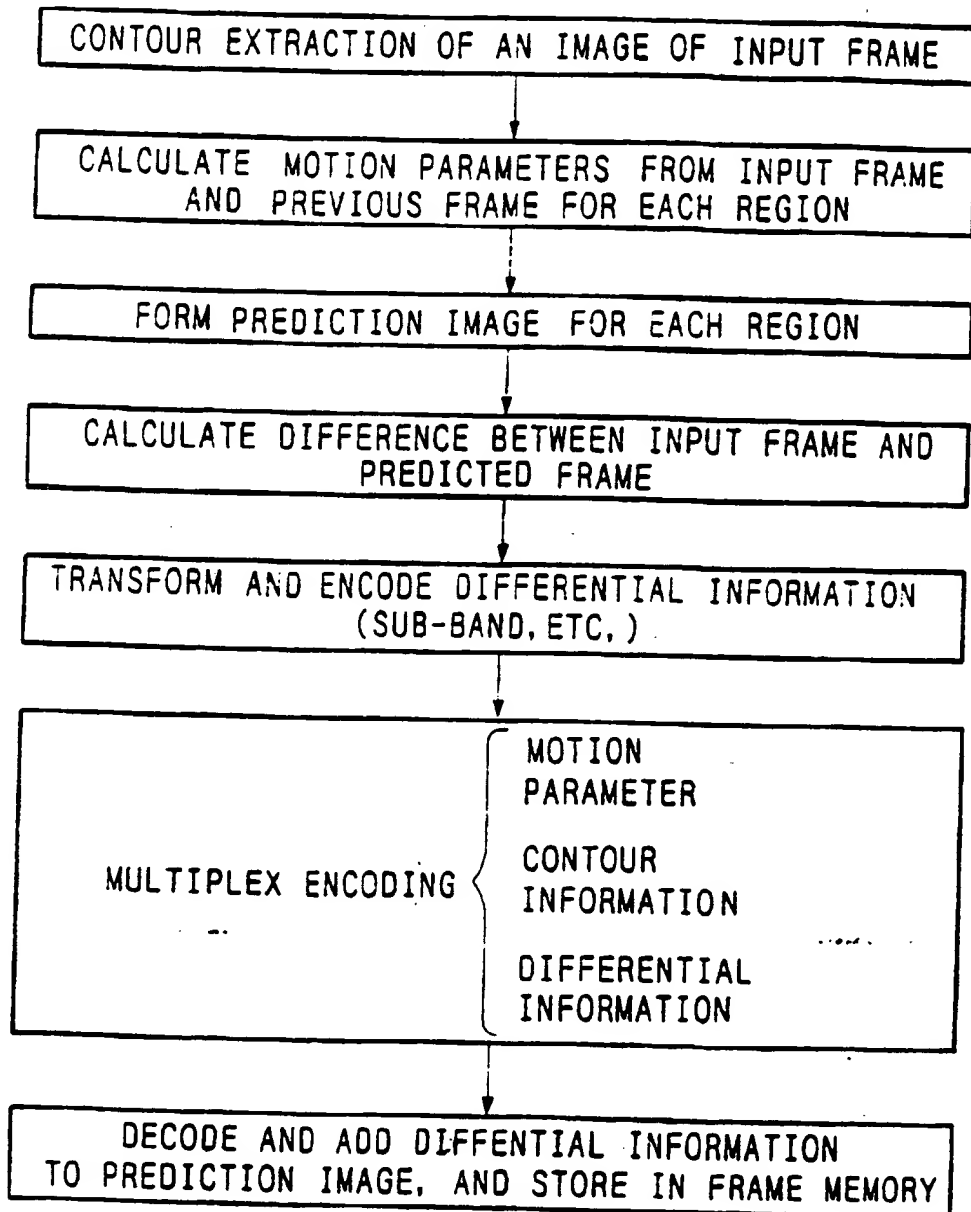 CONTOUR EXTRACTION OF AN IMAGE OF INPUT FRAME
CALCULATE MOTION PARAMETERS FROM INPUT FRAME
AND PREVIOUS FRAME FOR EACH REGION
FORM PREDICTION IMAGE FOR EACH REGION
CALCULATE DIFFERENCE BETWEEN INPUT FRAME AND
PREDICTED FRAME
TRANSFORM AND ENCODE DIFFERENTIAL INFORMATION
(SUB-BAND, ETC, )
MULTIPLEX ENCODING
MOTION
PARAMETER
CONTOUR
INFORMATION
DIFFERENTIAL
INFORMATION
DECODE AND ADD DIFFENTIAL INFORMATION
TO PREDICTION IMAGE, AND STORE IN FRAME MEMORY